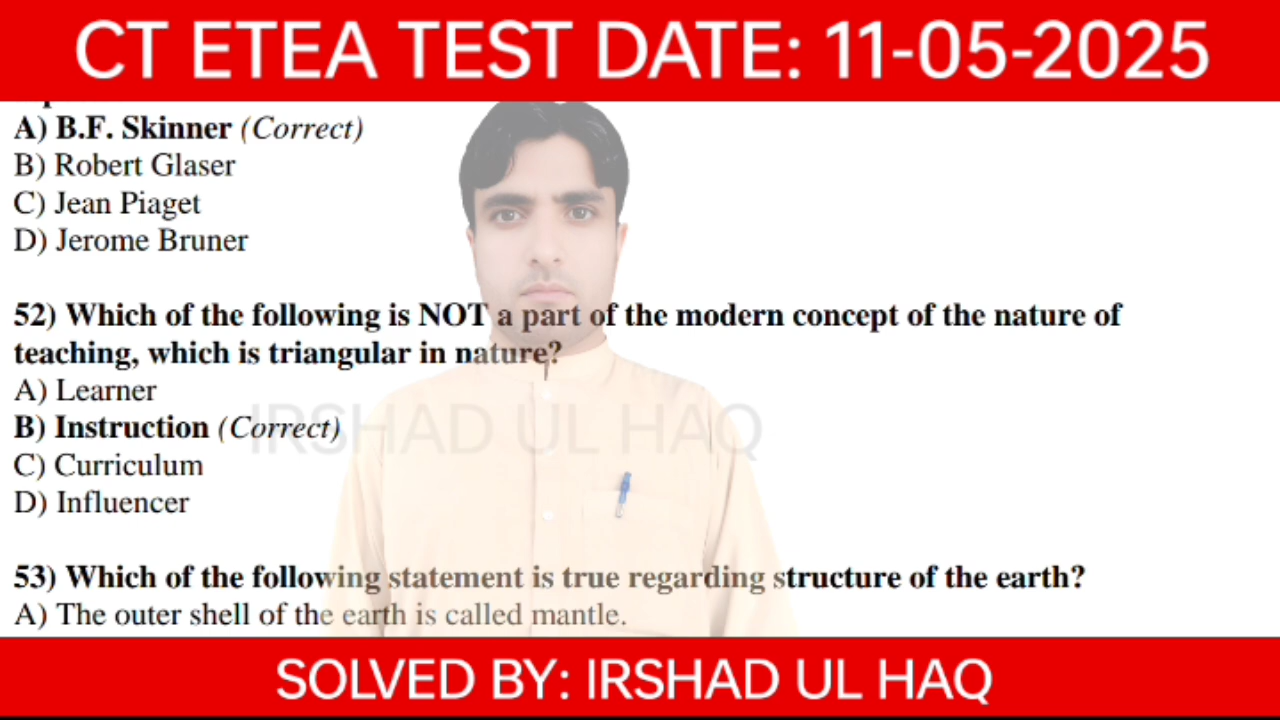 CT ETEA TEST DATE: 11-05-2025
A) B.F. Skinner (Correct)
B) Robert Glaser
C) Jean Piaget
D) Jerome Bruner
52) Which of the following is NOT a part of the modern concept of the nature of
teaching, which is triangular in nature?
A) Learner
B) Instruction (Correct)
IRSHAD UL HAQ
C) Curriculum
D) Influencer
53) Which of the following statement is true regarding structure of the earth?
A) The outer shell of the earth is called mantle.
SOLVED BY: IRSHAD UL HAQ